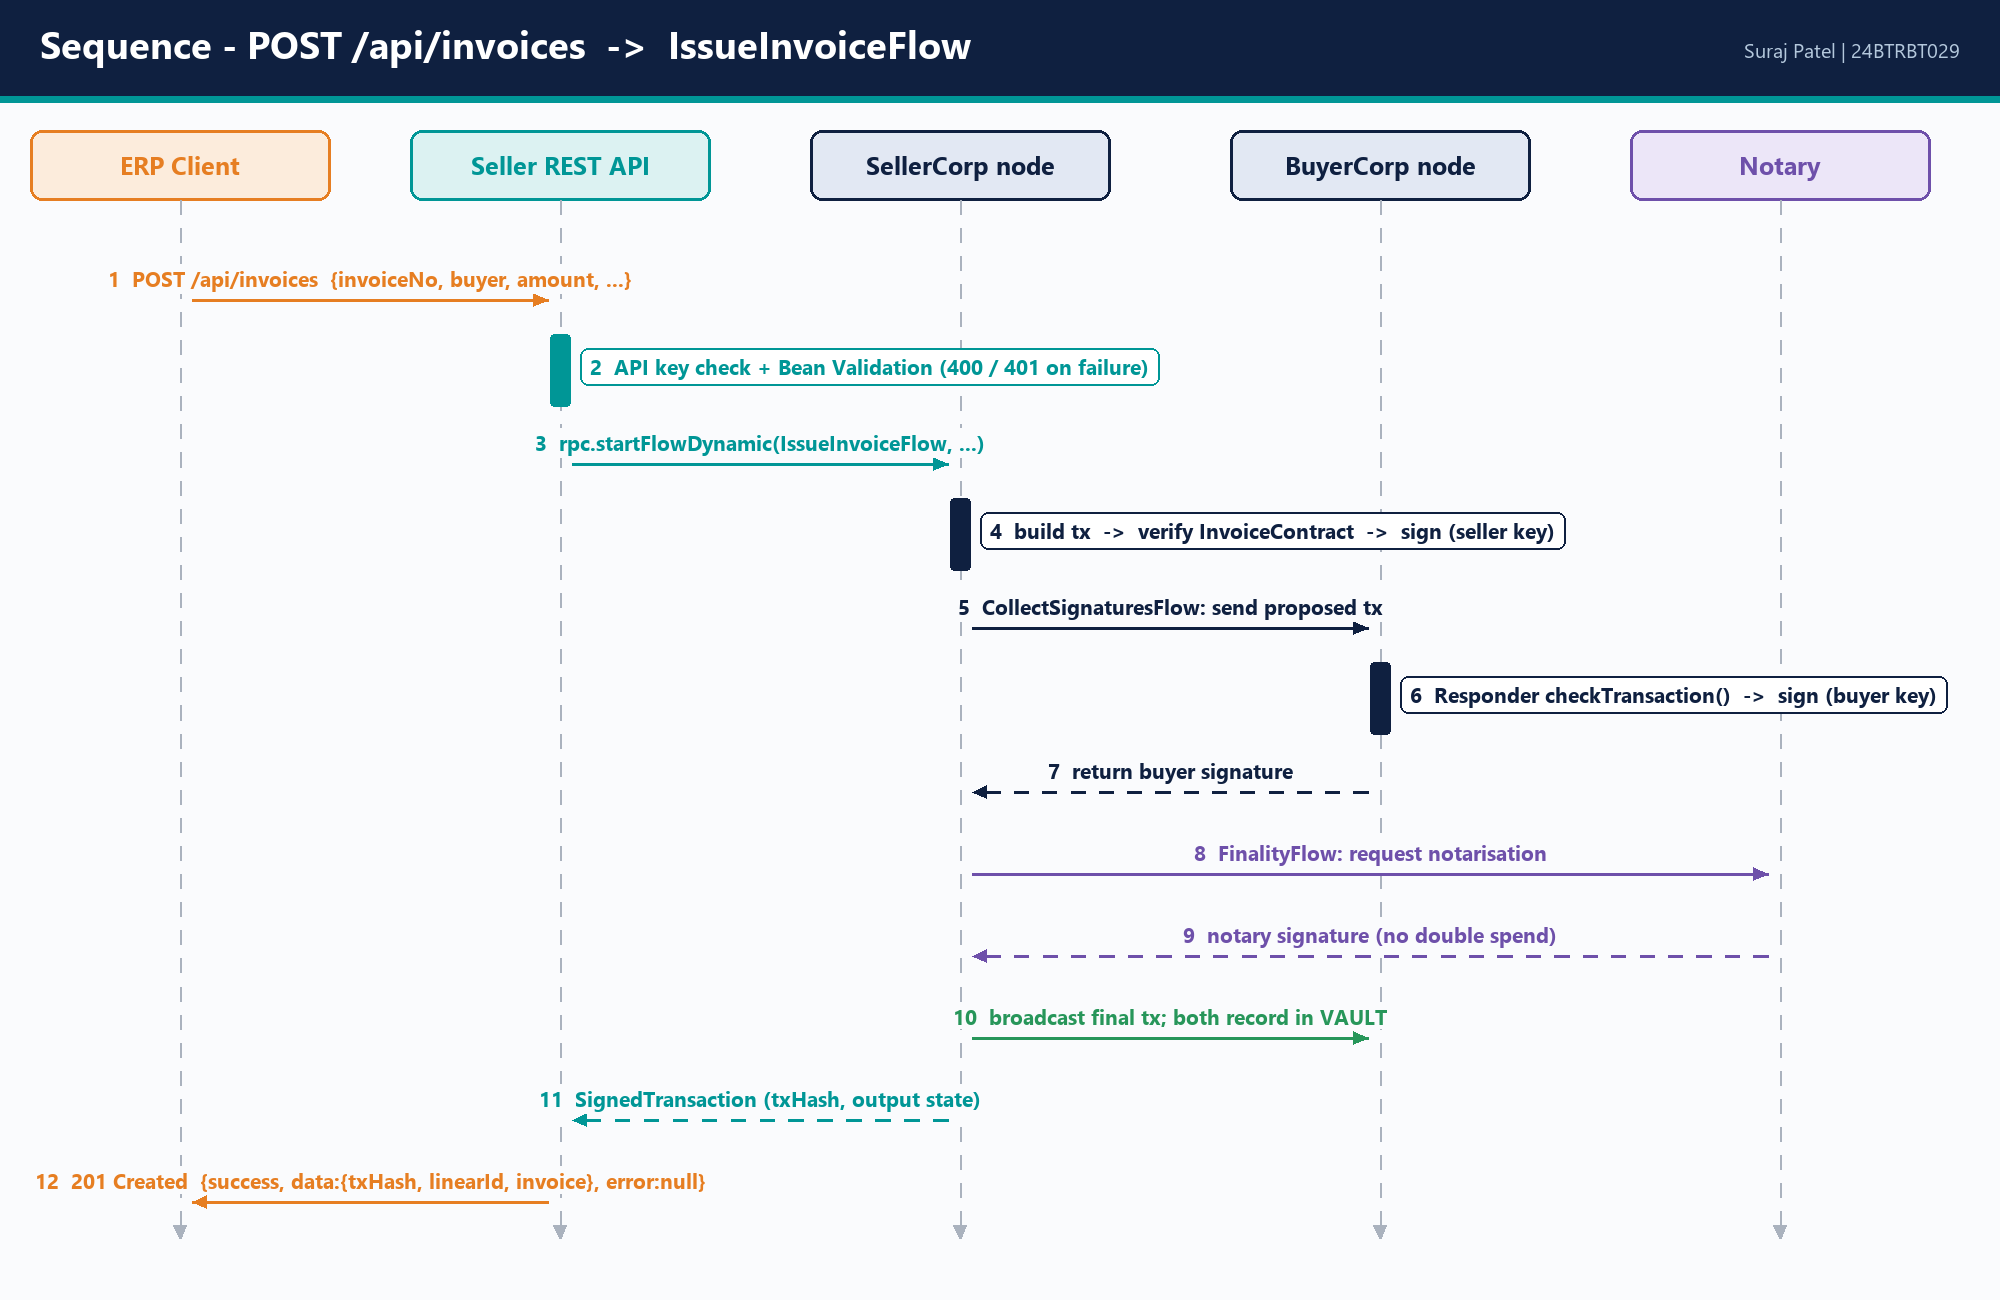 Sequence - POST /api/invoices -> IssueInvoiceFlow
Suraj Patel | 24BTRBT029
ERP Client
Seller REST API
SellerCorp node
BuyerCorp node
Notary
1 POST /api/invoices {invoiceNo, buyer, amount, ...}
2 API key check + Bean Validation (400 / 401 on failure)
3 rpc.startFlowDynamic(IssueInvoiceFlow, ...)
4 build tx -> verify InvoiceContract -> sign (seller key)
5 CollectSignaturesFlow: send proposed tx
6 Responder checkTransaction() -> sign (buyer key)
7 return buyer signature
8 FinalityFlow: request notarisation
9 notary signature (no double spend)
10 broadcast final tx; both record in VAULT
11 SignedTransaction (txHash, output state)
12 201 Created {success, data:{txHash, linearId, invoice}, error:null}